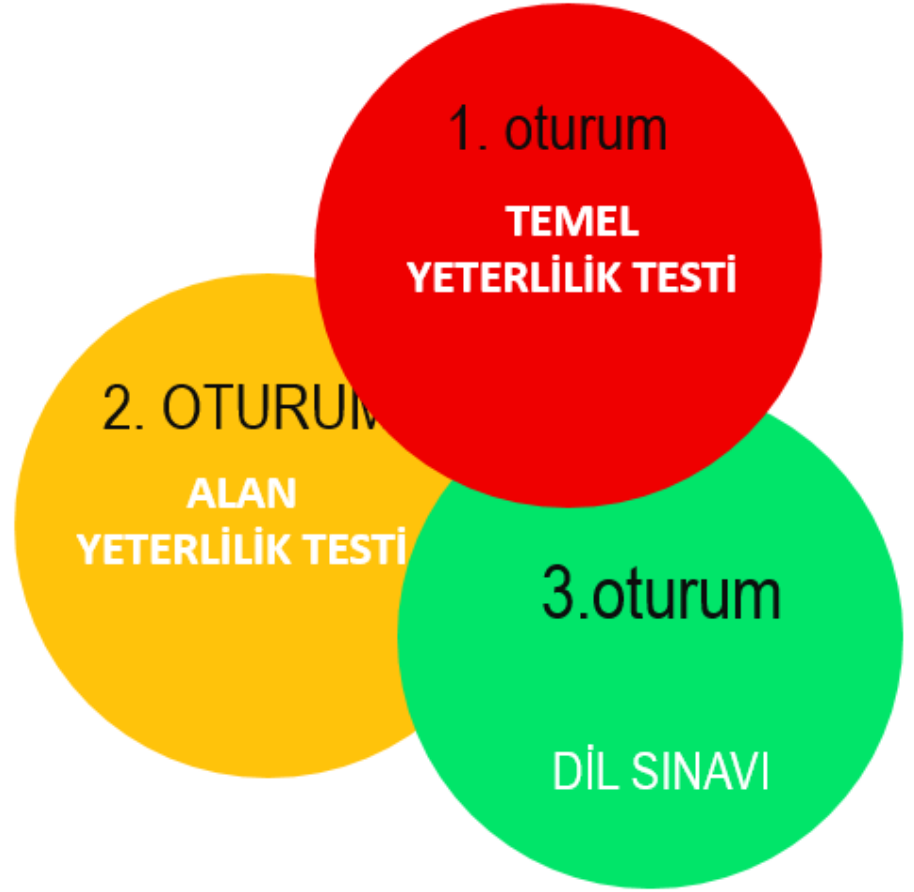 1. oturum
TEMEL
YETERLİLİK TESTİ
2. OTURUM
ALAN
YETERLİLİK TESTİ
3.oturum
DİL SINAVI